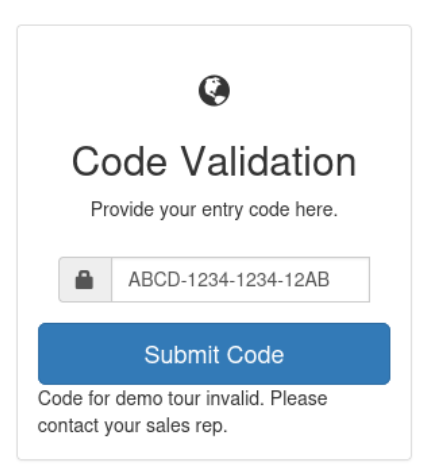 Code Validation
Provide your entry code here.
ABCD-1234-1234-12AB
Submit Code
Code for demo tour invalid. Please
contact your sales rep.